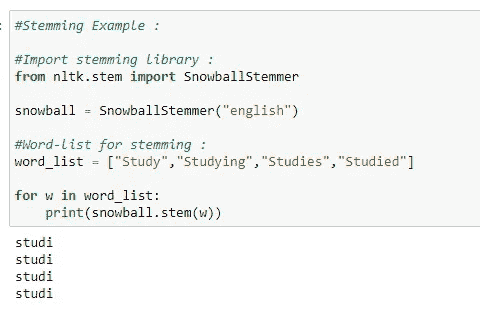 #Stemming Example :
#Import stemming library :
from nltk.stem import SnowballStemmer
snowball = SnowballStemmer("english")
#Word-list for stemming :
word_list = ["Study","Studying","Studies","Studied"]
for w in word_list:
    print(snowball.stem(w))
studi
studi
studi
studi